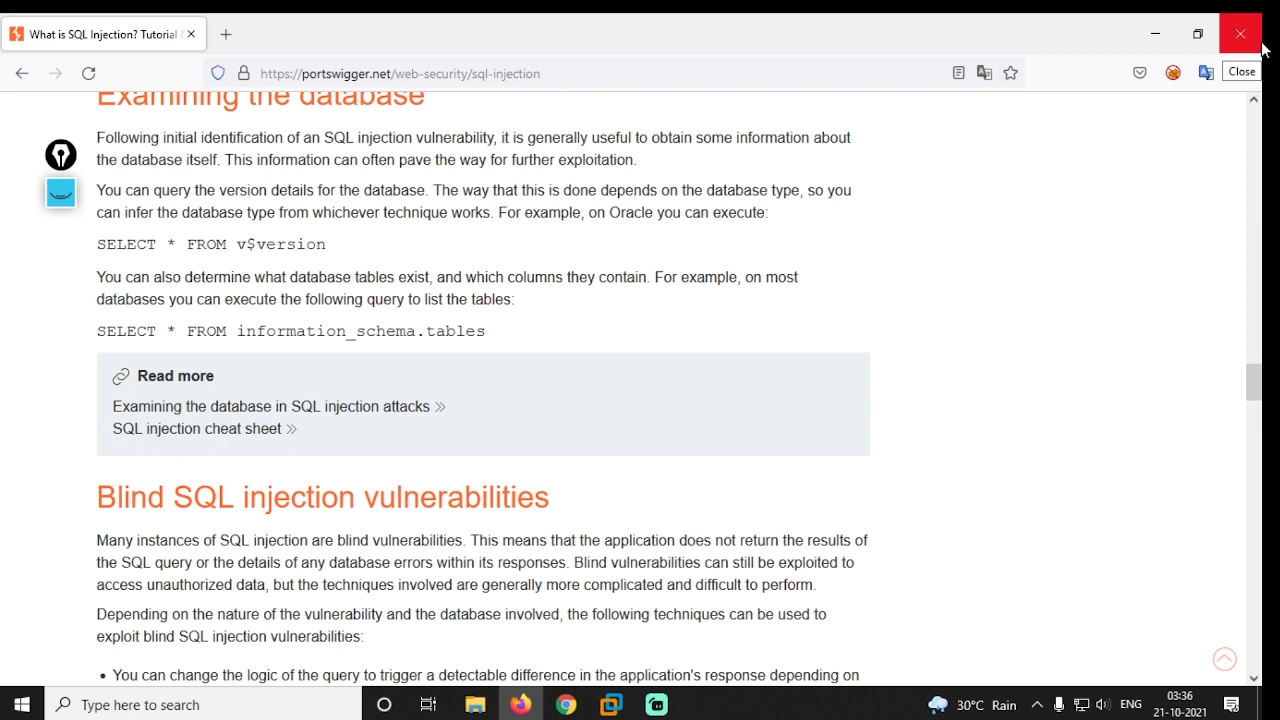 What is SQL Injection? Tutorial &
https://portswigger.net/web-security/sql-injection
Close
Examining the database
Following initial identification of an SQL injection vulnerability, it is generally useful to obtain some information about
the database itself. This information can often pave the way for further exploitation.
You can query the version details for the database. The way that this is done depends on the database type, so you
can infer the database type from whichever technique works. For example, on Oracle you can execute:
SELECT * FROM v$version
You can also determine what database tables exist, and which columns they contain. For example, on most
databases you can execute the following query to list the tables:
SELECT * FROM information_schema.tables
Read more
Examining the database in SQL injection attacks »
SQL injection cheat sheet »
Blind SQL injection vulnerabilities
Many instances of SQL injection are blind vulnerabilities. This means that the application does not return the results of
the SQL query or the details of any database errors within its responses. Blind vulnerabilities can still be exploited to
access unauthorized data, but the techniques involved are generally more complicated and difficult to perform.
Depending on the nature of the vulnerability and the database involved, the following techniques can be used to
exploit blind SQL injection vulnerabilities:
• You can change the logic of the query to trigger a detectable difference in the application's response depending on
Type here to search
30°C Rain
ENG
03:36
21-10-2021